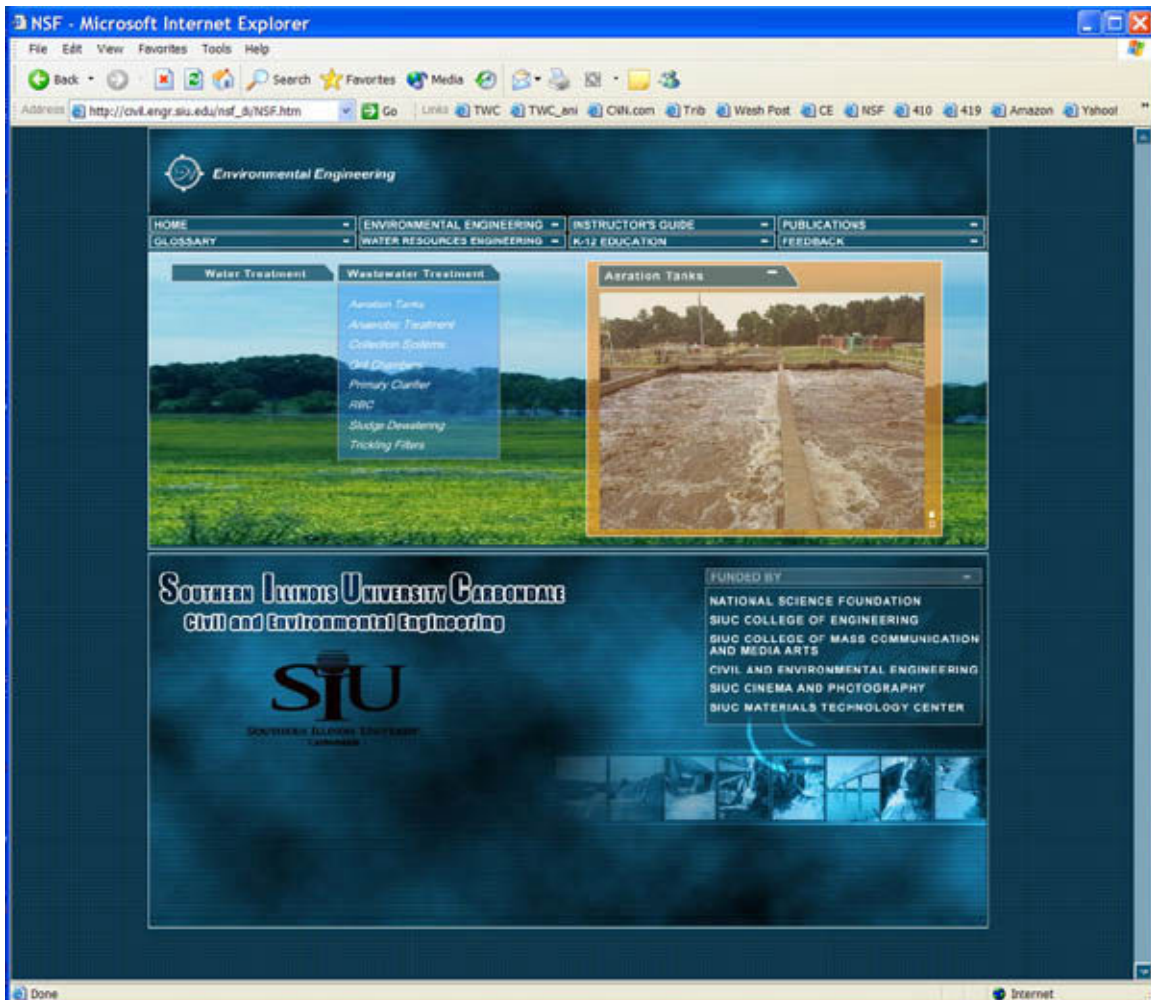 NSF - Microsoft Internet Explorer
File Edit View Favorites Tools Help
Back Search Favorites Media
Address http://civil.engr.siu.edu/nsf_di/NSF.htm Go Links TWC TWC_ani CNN.com Trib Wash Post CE NSF 410 419 Amazon Yahoo! »
Environmental Engineering
HOME - ENVIRONMENTAL ENGINEERING - INSTRUCTOR'S GUIDE - PUBLICATIONS -
GLOSSARY - WATER RESOURCES ENGINEERING - K-12 EDUCATION - FEEDBACK -
Water Treatment Wastewater Treatment
Aeration Tanks
Anaerobic Treatment
Collection Systems
Grit Chambers
Primary Clarifier
RBC
Sludge Dewatering
Trickling Filters
Aeration Tanks -
SOUTHERN ILLINOIS UNIVERSITY CARBONDALE
Civil and Environmental Engineering
SIU
SOUTHERN ILLINOIS UNIVERSITY
Carbondale
FUNDED BY -
NATIONAL SCIENCE FOUNDATION
SIUC COLLEGE OF ENGINEERING
SIUC COLLEGE OF MASS COMMUNICATION
AND MEDIA ARTS
CIVIL AND ENVIRONMENTAL ENGINEERING
SIUC CINEMA AND PHOTOGRAPHY
SIUC MATERIALS TECHNOLOGY CENTER
Done Internet